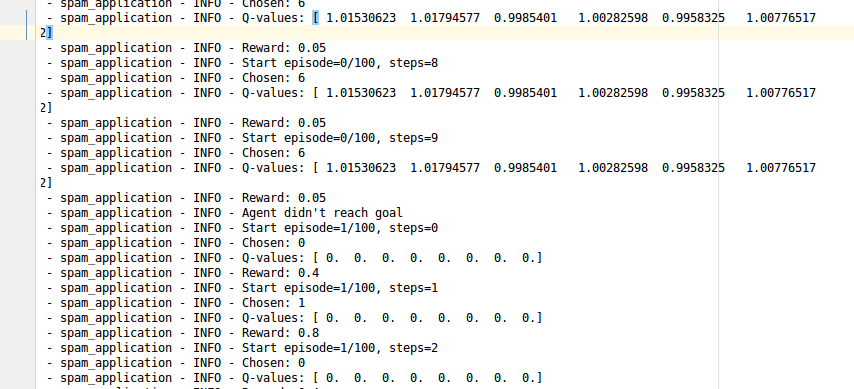 - spam_application - INFO - Chosen: 6
- spam_application - INFO - Q-values: [ 1.01530623 1.01794577 0.9985401 1.00282598 0.9958325 1.00776517
2]
- spam_application - INFO - Reward: 0.05
- spam_application - INFO - Start episode=0/100, steps=8
- spam_application - INFO - Chosen: 6
- spam_application - INFO - Q-values: [ 1.01530623 1.01794577 0.9985401 1.00282598 0.9958325 1.00776517
2]
- spam_application - INFO - Reward: 0.05
- spam_application - INFO - Start episode=0/100, steps=9
- spam_application - INFO - Chosen: 6
- spam_application - INFO - Q-values: [ 1.01530623 1.01794577 0.9985401 1.00282598 0.9958325 1.00776517
2]
- spam_application - INFO - Reward: 0.05
- spam_application - INFO - Agent didn't reach goal
- spam_application - INFO - Start episode=1/100, steps=0
- spam_application - INFO - Chosen: 0
- spam_application - INFO - Q-values: [ 0. 0. 0. 0. 0. 0. 0. 0.]
- spam_application - INFO - Reward: 0.4
- spam_application - INFO - Start episode=1/100, steps=1
- spam_application - INFO - Chosen: 1
- spam_application - INFO - Q-values: [ 0. 0. 0. 0. 0. 0. 0. 0.]
- spam_application - INFO - Reward: 0.8
- spam_application - INFO - Start episode=1/100, steps=2
- spam_application - INFO - Chosen: 0
- spam_application - INFO - Q-values: [ 0. 0. 0. 0. 0. 0. 0. 0.]